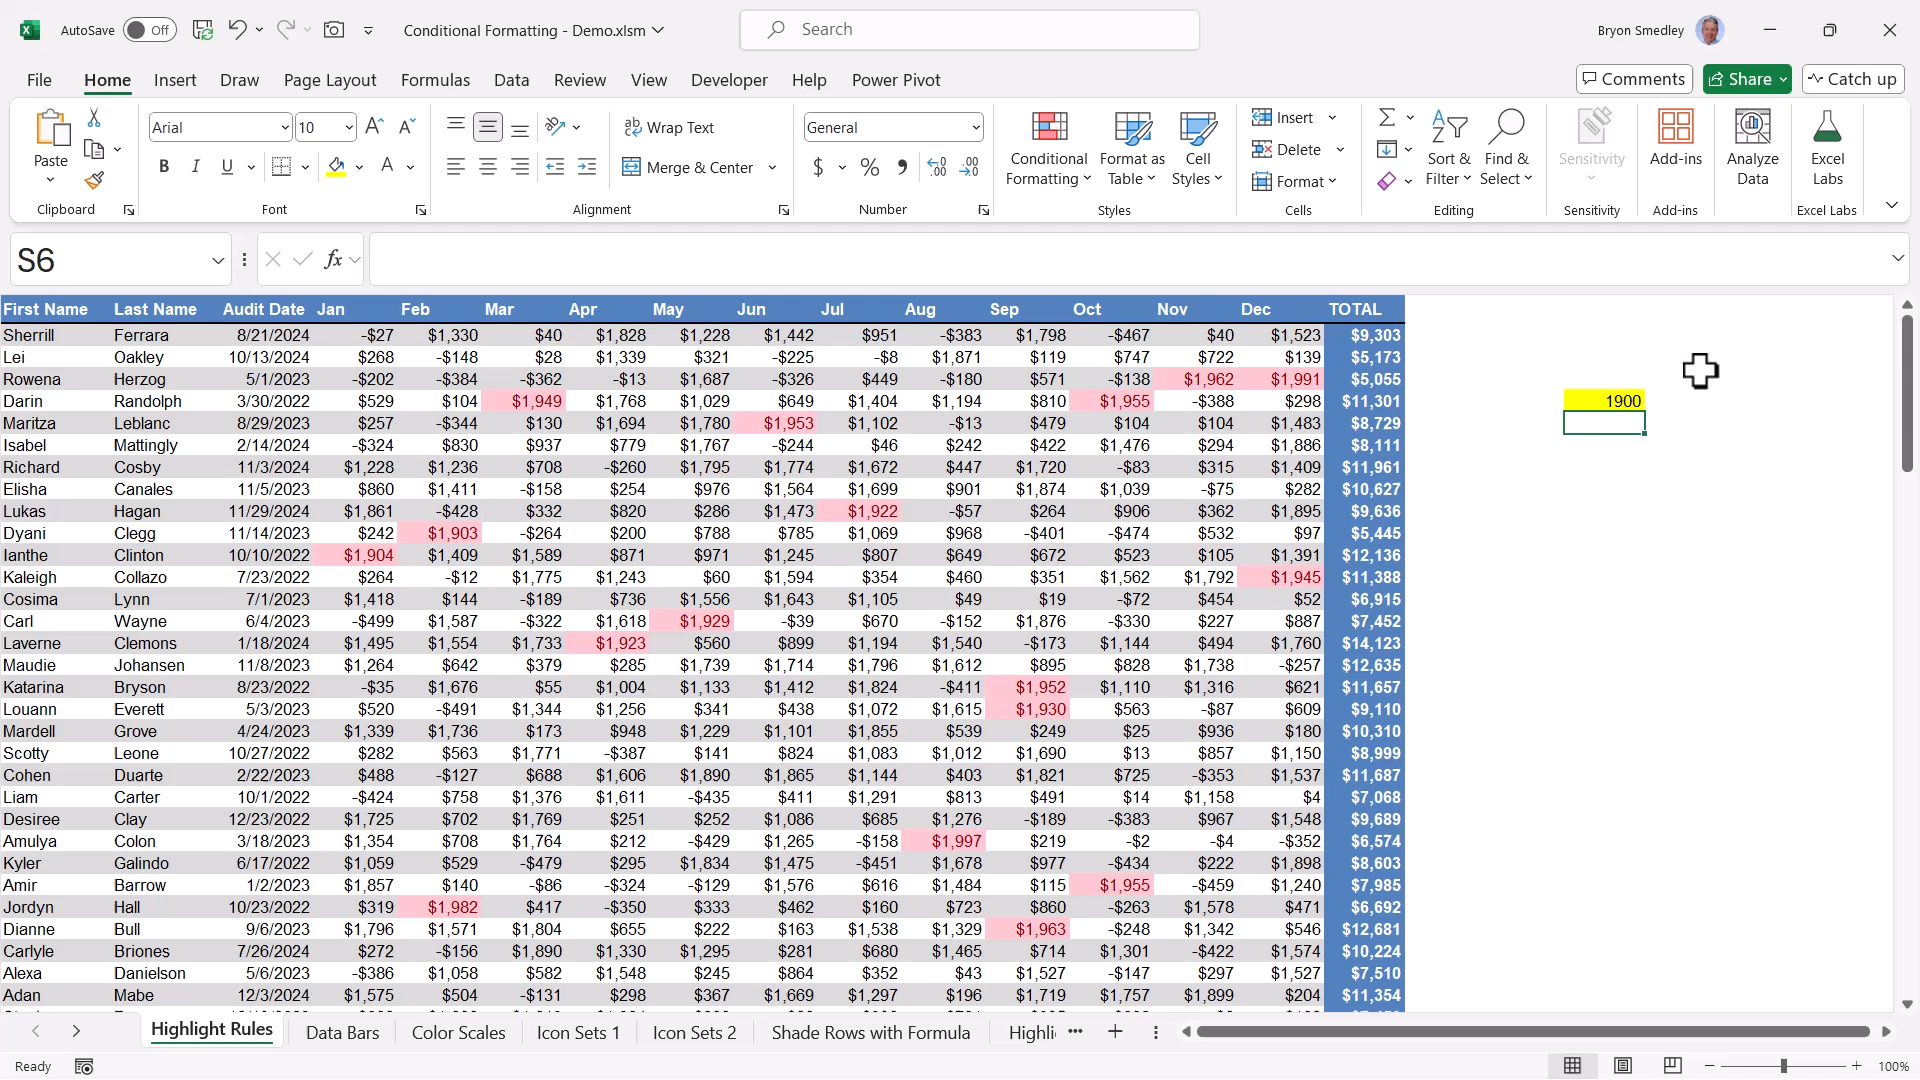 AutoSave Off Conditional Formatting - Demo.xlsm Search Bryon Smedley
File Home Insert Draw Page Layout Formulas Data Review View Developer Help Power Pivot Comments Share Catch up
Paste Arial 10 Wrap Text General Conditional Formatting Format as Table Cell Styles Insert Sort & Filter Find & Select Sensitivity Add-ins Analyze Data Excel Labs
B I U Merge & Center $ % , Delete
Format
Clipboard Font Alignment Number Styles Cells Editing Sensitivity Add-ins Excel Labs
S6 fx
First Name Last Name Audit Date Jan Feb Mar Apr May Jun Jul Aug Sep Oct Nov Dec TOTAL
Sherrill Ferrara 8/21/2024 -$27 $1,330 $40 $1,828 $1,228 $1,442 $951 -$383 $1,798 -$467 $40 $1,523 $9,303
Lei Oakley 10/13/2024 $268 -$148 $28 $1,339 $321 -$225 -$8 $1,871 $119 $747 $722 $139 $5,173
Rowena Herzog 5/1/2023 -$202 -$384 -$362 -$13 $1,687 -$326 $449 -$180 $571 -$138 $1,962 $1,991 $5,055
Darin Randolph 3/30/2022 $529 $104 $1,949 $1,768 $1,029 $649 $1,404 $1,194 $810 $1,955 -$388 $298 $11,301 1900
Maritza Leblanc 8/29/2023 $257 -$344 $130 $1,694 $1,780 $1,953 $1,102 -$13 $479 $104 $104 $1,483 $8,729
Isabel Mattingly 2/14/2024 -$324 $830 $937 $779 $1,767 -$244 $46 $242 $422 $1,476 $294 $1,886 $8,111
Richard Cosby 11/3/2024 $1,228 $1,236 $708 -$260 $1,795 $1,774 $1,672 $447 $1,720 -$83 $315 $1,409 $11,961
Elisha Canales 11/5/2023 $860 $1,411 -$158 $254 $976 $1,564 $1,699 $901 $1,874 $1,039 -$75 $282 $10,627
Lukas Hagan 11/29/2024 $1,861 -$428 $332 $820 $286 $1,473 $1,922 -$57 $264 $906 $362 $1,895 $9,636
Dyani Clegg 11/14/2023 $242 $1,903 -$264 $200 $788 $785 $1,069 $968 -$401 -$474 $532 $97 $5,445
Ianthe Clinton 10/10/2022 $1,904 $1,409 $1,589 $871 $971 $1,245 $807 $649 $672 $523 $105 $1,391 $12,136
Kaleigh Collazo 7/23/2022 $264 -$12 $1,775 $1,243 $60 $1,594 $354 $460 $351 $1,562 $1,792 $1,945 $11,388
Cosima Lynn 7/1/2023 $1,418 $144 -$189 $736 $1,556 $1,643 $1,105 $49 $19 -$72 $454 $52 $6,915
Carl Wayne 6/4/2023 -$499 $1,587 -$322 $1,618 $1,929 -$39 $670 -$152 $1,876 -$330 $227 $887 $7,452
Laverne Clemons 1/18/2024 $1,495 $1,554 $1,733 $1,923 $560 $899 $1,194 $1,540 -$173 $1,144 $494 $1,760 $14,123
Maudie Johansen 11/8/2023 $1,264 $642 $379 $285 $1,739 $1,714 $1,796 $1,612 $895 $828 $1,738 -$257 $12,635
Katarina Bryson 8/23/2022 -$35 $1,676 $55 $1,004 $1,133 $1,412 $1,824 -$411 $1,952 $1,110 $1,316 $621 $11,657
Louann Everett 5/3/2023 $520 -$491 $1,344 $1,256 $341 $438 $1,072 $1,615 $1,930 $563 -$87 $609 $9,110
Mardell Grove 4/24/2023 $1,339 $1,736 $173 $948 $1,229 $1,101 $1,855 $539 $249 $25 $936 $180 $10,310
Scotty Leone 10/27/2022 $282 $563 $1,771 -$387 $141 $824 $1,083 $1,012 $1,690 $13 $857 $1,150 $8,999
Cohen Duarte 2/22/2023 $488 -$127 $688 $1,606 $1,890 $1,865 $1,144 $403 $1,821 $725 -$353 $1,537 $11,687
Liam Carter 10/1/2022 -$424 $758 $1,376 $1,611 -$435 $411 $1,291 $813 $491 $14 $1,158 $4 $7,068
Desiree Clay 12/23/2022 $1,725 $702 $1,769 $251 $252 $1,086 $685 $1,276 -$189 -$383 $967 $1,548 $9,689
Amulya Colon 3/18/2023 $1,354 $708 $1,764 $212 -$429 $1,265 -$158 $1,997 $219 -$2 -$4 -$352 $6,574
Kyler Galindo 6/17/2022 $1,059 $529 -$479 $295 $1,834 $1,475 -$451 $1,678 $977 -$434 $222 $1,898 $8,603
Amir Barrow 1/2/2023 $1,857 $140 -$86 -$324 -$129 $1,576 $616 $1,484 $115 $1,955 -$459 $1,240 $7,985
Jordyn Hall 10/23/2022 $319 $1,982 $417 -$350 $333 $462 $160 $723 $860 -$263 $1,578 $471 $6,692
Dianne Bull 9/6/2023 $1,796 $1,571 $1,804 $655 $222 $163 $1,538 $1,329 $1,963 -$248 $1,342 $546 $12,681
Carlyle Briones 7/26/2024 $272 -$156 $1,890 $1,330 $1,295 $281 $680 $1,465 $714 $1,301 -$422 $1,574 $10,224
Alexa Danielson 5/6/2023 -$386 $1,058 $582 $1,548 $245 $864 $352 $43 $1,527 -$147 $297 $1,527 $7,510
Adan Mabe 12/3/2024 $1,575 $504 -$131 $298 $367 $1,669 $1,297 $196 $1,719 $1,757 $1,899 $204 $11,354
Highlight Rules Data Bars Color Scales Icon Sets 1 Icon Sets 2 Shade Rows with Formula Highli
Ready 100%